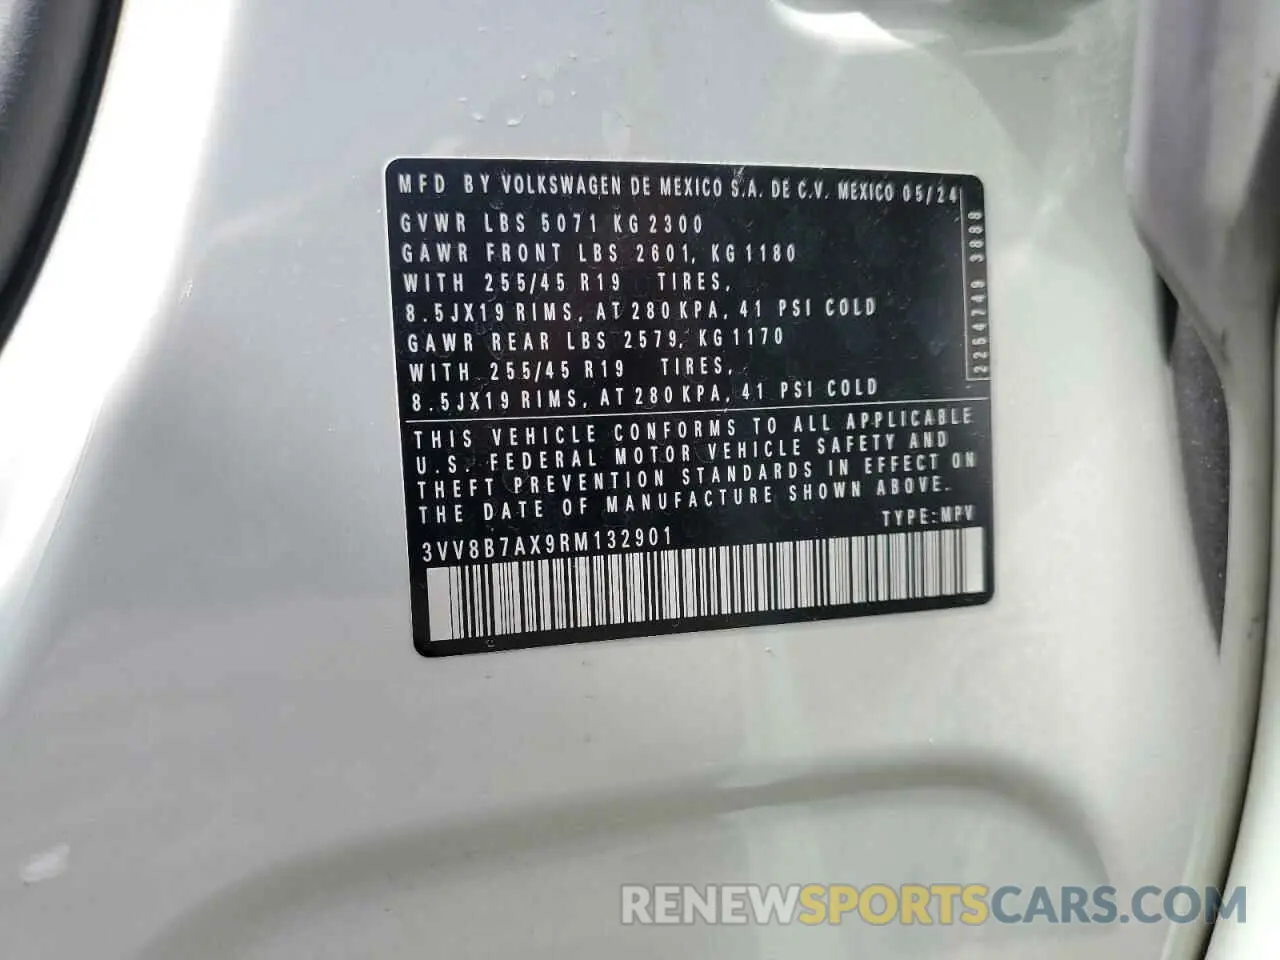 MFD BY VOLKSWAGEN DE MEXICO S.A. DE C.V. MEXICO 05/24
GVWR LBS 5071 KG 2300
GAWR FRONT LBS 2601, KG 1180
WITH 255/45 R19 TIRES,
8.5JX19 RIMS, AT 280 KPA, 41 PSI COLD
GAWR REAR LBS 2579, KG 1170
WITH 255/45 R19 TIRES,
8.5JX19 RIMS, AT 280 KPA, 41 PSI COLD
2264749 3888
THIS VEHICLE CONFORMS TO ALL APPLICABLE
U.S. FEDERAL MOTOR VEHICLE SAFETY AND
THEFT PREVENTION STANDARDS IN EFFECT ON
THE DATE OF MANUFACTURE SHOWN ABOVE.
TYPE: MPV
3VV8B7AX9RM132901
RENEWSPORTSCARS.COM